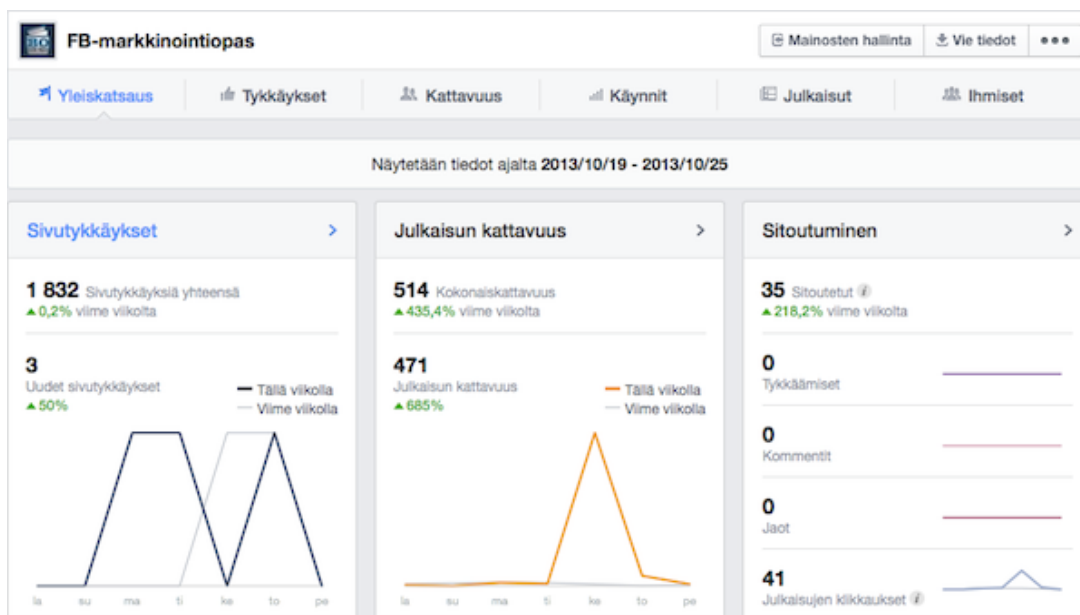 FB-markkinointiopas
Mainosten hallinta
Vie tiedot
Yleiskatsaus
Tykkäykset
Kattavuus
Käynnit
Julkaisut
Ihmiset
Näytetään tiedot ajalta 2013/10/19 - 2013/10/25
Sivutykkäykset
1 832 Sivutykkäyksiä yhteensä
0,2% viime viikolta
3
Uudet sivutykkäykset
50%
Tällä viikolla
Viime viikolla
la su ma ti ke to pe
Julkaisun kattavuus
514 Kokonaiskattavuus
435,4% viime viikolta
471
Julkaisun kattavuus
685%
Tällä viikolla
Viime viikolla
la su ma ti ke to pe
Sitoutuminen
35 Sitoutetut
218,2% viime viikolta
0
Tykkäämiset
0
Kommentit
0
Jaot
41
Julkaisujen klikkaukset